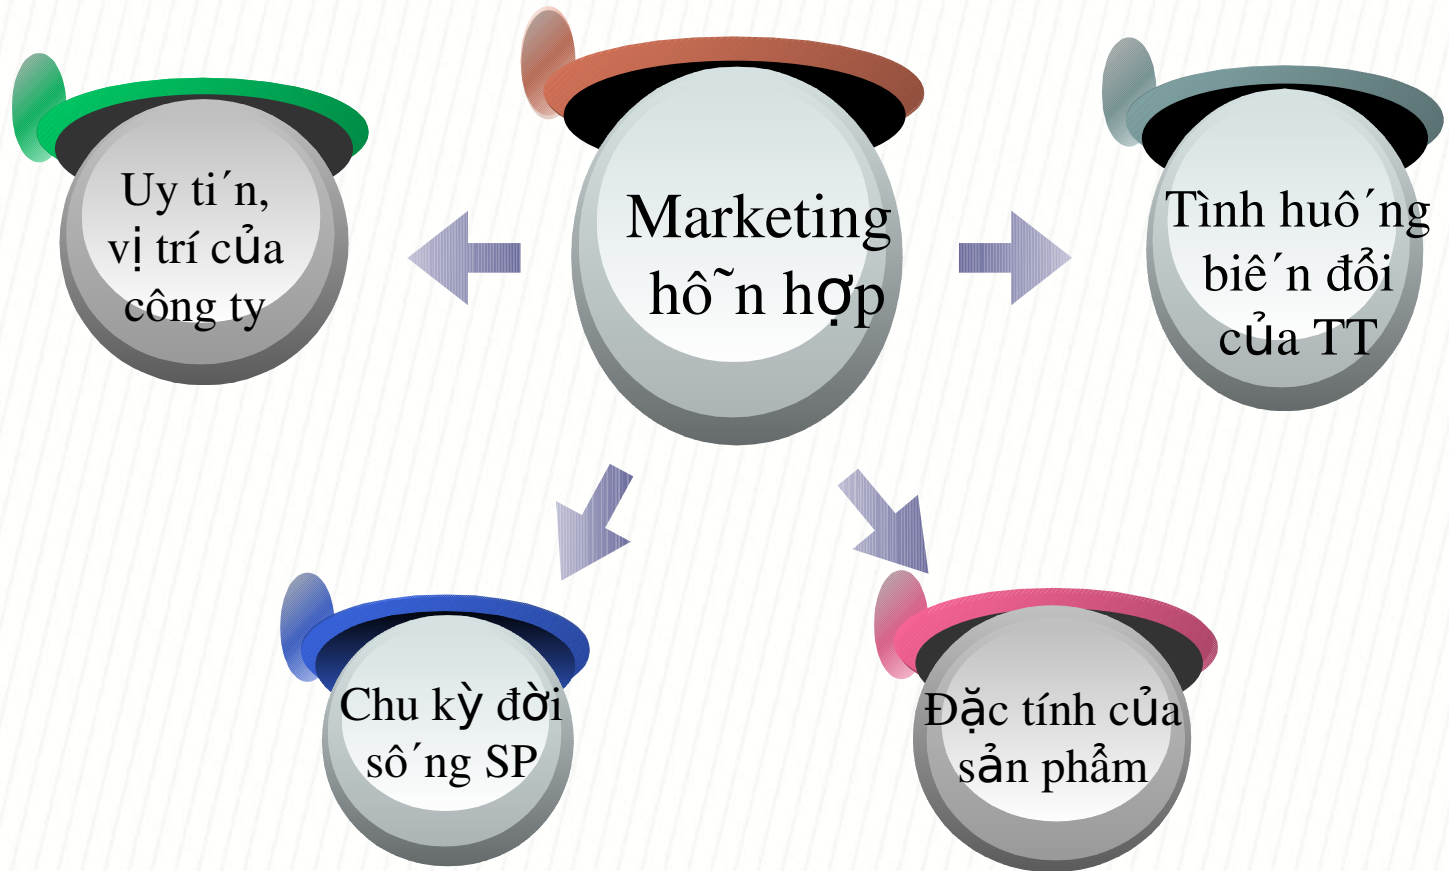 Uy tín,
vị trí của
công ty
Marketing
hỗn hợp
Tình huống
biến đổi
của TT
Chu kỳ đời
sống SP
Đặc tính của
sản phẩm